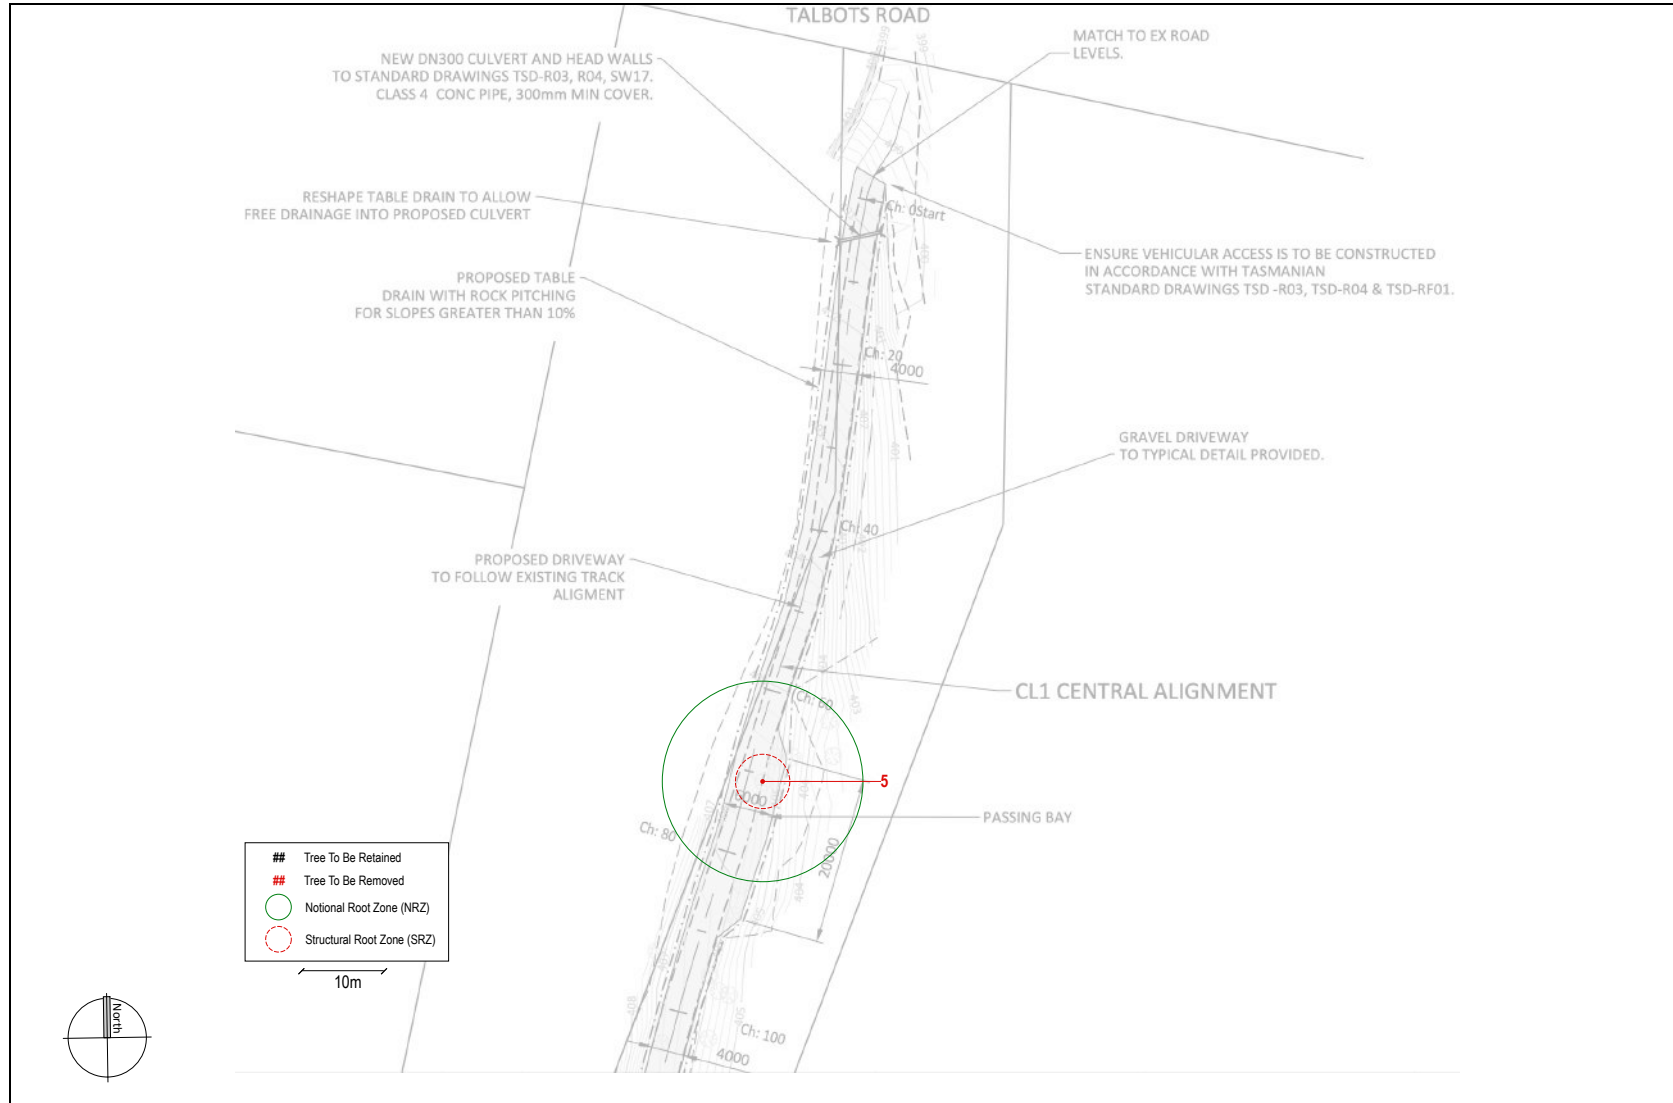 TALBOTS ROAD
NEW DN300 CULVERT AND HEAD WALLS
TO STANDARD DRAWINGS TSD-R03, R04, SW17.
CLASS 4 CONC PIPE, 300mm MIN COVER.
MATCH TO EX ROAD
LEVELS.
RESHAPE TABLE DRAIN TO ALLOW
FREE DRAINAGE INTO PROPOSED CULVERT
Ch: 0Start
ENSURE VEHICULAR ACCESS IS TO BE CONSTRUCTED
IN ACCORDANCE WITH TASMANIAN
STANDARD DRAWINGS TSD -R03, TSD-R04 & TSD-RF01.
PROPOSED TABLE
DRAIN WITH ROCK PITCHING
FOR SLOPES GREATER THAN 10%
Ch: 20
4000
GRAVEL DRIVEWAY
TO TYPICAL DETAIL PROVIDED.
Ch: 40
PROPOSED DRIVEWAY
TO FOLLOW EXISTING TRACK
ALIGMENT
CL1 CENTRAL ALIGNMENT
Ch: 60
403
5
6000
407
PASSING BAY
Ch: 80
20000
404
## Tree To Be Retained
## Tree To Be Removed
Notional Root Zone (NRZ)
Structural Root Zone (SRZ)
10m
North
408
405
Ch: 100
4000